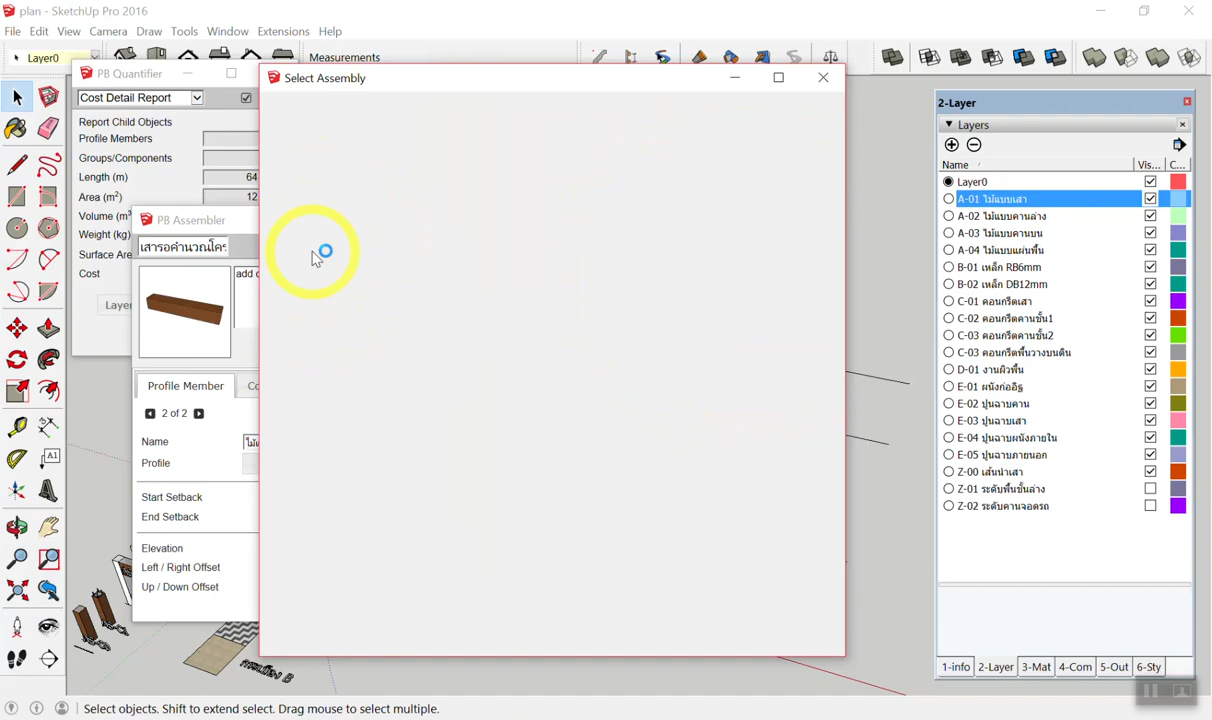 plan - SketchUp Pro 2016
File Edit View Camera Draw Tools Window Extensions Help
Layer0
Measurements
PB Quantifier
Select Assembly
Cost Detail Report
Report Child Objects
Profile Members
Groups/Components
Length (m) 64
Area (m²) 12
Volume (m³
Weight (kg)
Surface Are
Cost
Layer
PB Assembler
เสารอคำนวณโคร
add c
Profile Member
Co
2 of 2
Name
Profile
Start Setback
End Setback
Elevation
Left / Right Offset
Up / Down Offset
2-Layer
Layers
Name Vis... C...
Layer0
A-01 ไม้แบบเสา
A-02 ไม้แบบคานล่าง
A-03 ไม้แบบคานบน
A-04 ไม้แบบแผ่นพื้น
B-01 เหล็ก RB6mm
B-02 เหล็ก DB12mm
C-01 คอนกรีตเสา
C-02 คอนกรีตคานชั้น1
C-03 คอนกรีตคานชั้น2
C-03 คอนกรีตพื้นวางบนดิน
D-01 งานผิวพื้น
E-01 ผนังก่ออิฐ
E-02 ปูนฉาบคาน
E-03 ปูนฉาบเสา
E-04 ปูนฉาบผนังภายใน
E-05 ปูนฉาบภายนอก
Z-00 เส้นนำเสา
Z-01 ระดับพื้นชั้นล่าง
Z-02 ระดับคานจอดรถ
1-info 2-Layer 3-Mat 4-Com 5-Out 6-Sty
Select objects. Shift to extend select. Drag mouse to select multiple.